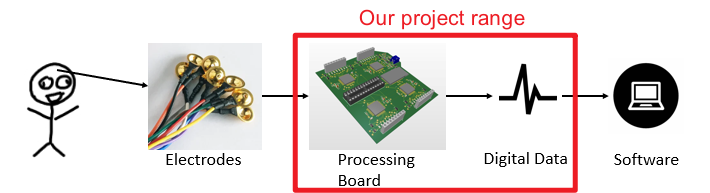 Our project range
Electrodes
Processing
Board
Digital Data
Software